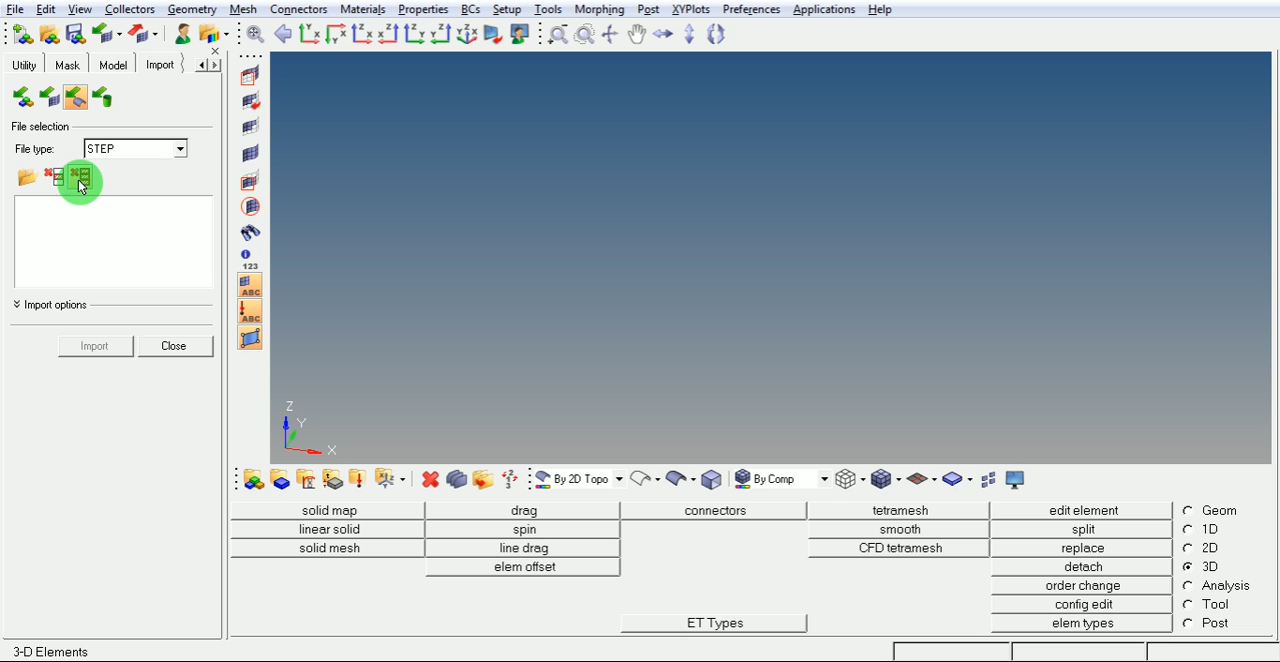 File Edit View Collectors Geometry Mesh Connectors Materials Properties BCs Setup Tools Morphing Post XYPlots Preferences Applications Help
Utility Mask Model Import
File selection
File type: STEP
Import options
Import Close
123
ABC
ABC
Z
Y
X
By 2D Topo By Comp
solid map drag connectors tetramesh edit element Geom
linear solid spin smooth split 1D
solid mesh line drag CFD tetramesh replace 2D
elem offset detach 3D
order change Analysis
config edit Tool
ET Types elem types Post
3-D Elements